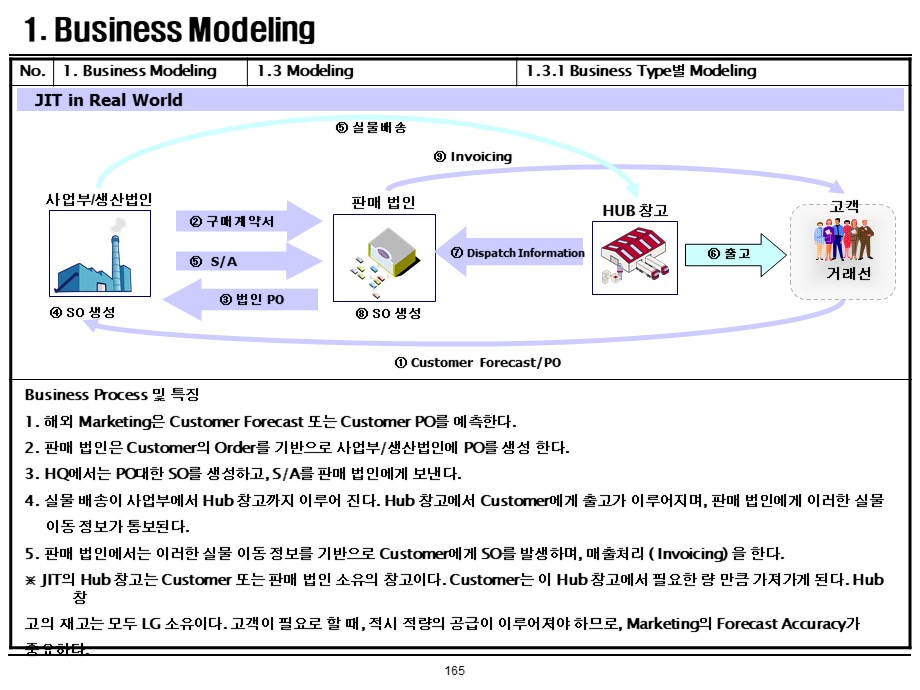 1. Business Modeling
No. 1. Business Modeling 1.3 Modeling 1.3.1 Business Type별 Modeling
JIT in Real World
⑤ 실물배송
⑨ Invoicing
사업부/생산법인
판매 법인
HUB 창고
고객
② 구매계약서
⑤ S/A
③ 법인 PO
⑦ Dispatch Information
⑥ 출고
거래선
④ SO 생성
⑧ SO 생성
① Customer Forecast/PO
Business Process 및 특징
1. 해외 Marketing은 Customer Forecast 또는 Customer PO를 예측한다.
2. 판매 법인은 Customer의 Order를 기반으로 사업부/생산법인에 PO를 생성 한다.
3. HQ에서는 PO대한 SO를 생성하고, S/A를 판매 법인에게 보낸다.
4. 실물 배송이 사업부에서 Hub 창고까지 이루어 진다. Hub 창고에서 Customer에게 출고가 이루어지며, 판매 법인에게 이러한 실물
이동 정보가 통보된다.
5. 판매 법인에서는 이러한 실물 이동 정보를 기반으로 Customer에게 SO를 발생하며, 매출처리 ( Invoicing) 을 한다.
※ JIT의 Hub 창고는 Customer 또는 판매 법인 소유의 창고이다. Customer는 이 Hub 창고에서 필요한 량 만큼 가져가게 된다. Hub
창
고의 재고는 모두 LG 소유이다. 고객이 필요로 할 때, 적시 적량의 공급이 이루어져야 하므로, Marketing의 Forecast Accuracy가
중요하다.
165